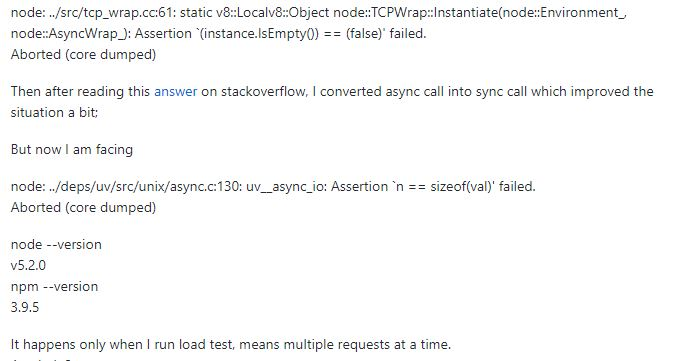 node: ../src/tcp_wrap.cc:61: static v8::Localv8::Object node::TCPWrap::Instantiate(node::Environment_,
node::AsyncWrap_): Assertion `(instance.IsEmpty()) == (false)' failed.
Aborted (core dumped)
Then after reading this answer on stackoverflow, I converted async call into sync call which improved the
situation a bit;
But now I am facing
node: ../deps/uv/src/unix/async.c:130: uv__async_io: Assertion `n == sizeof(val)' failed.
Aborted (core dumped)
node --version
v5.2.0
npm --version
3.9.5
It happens only when I run load test, means multiple requests at a time.